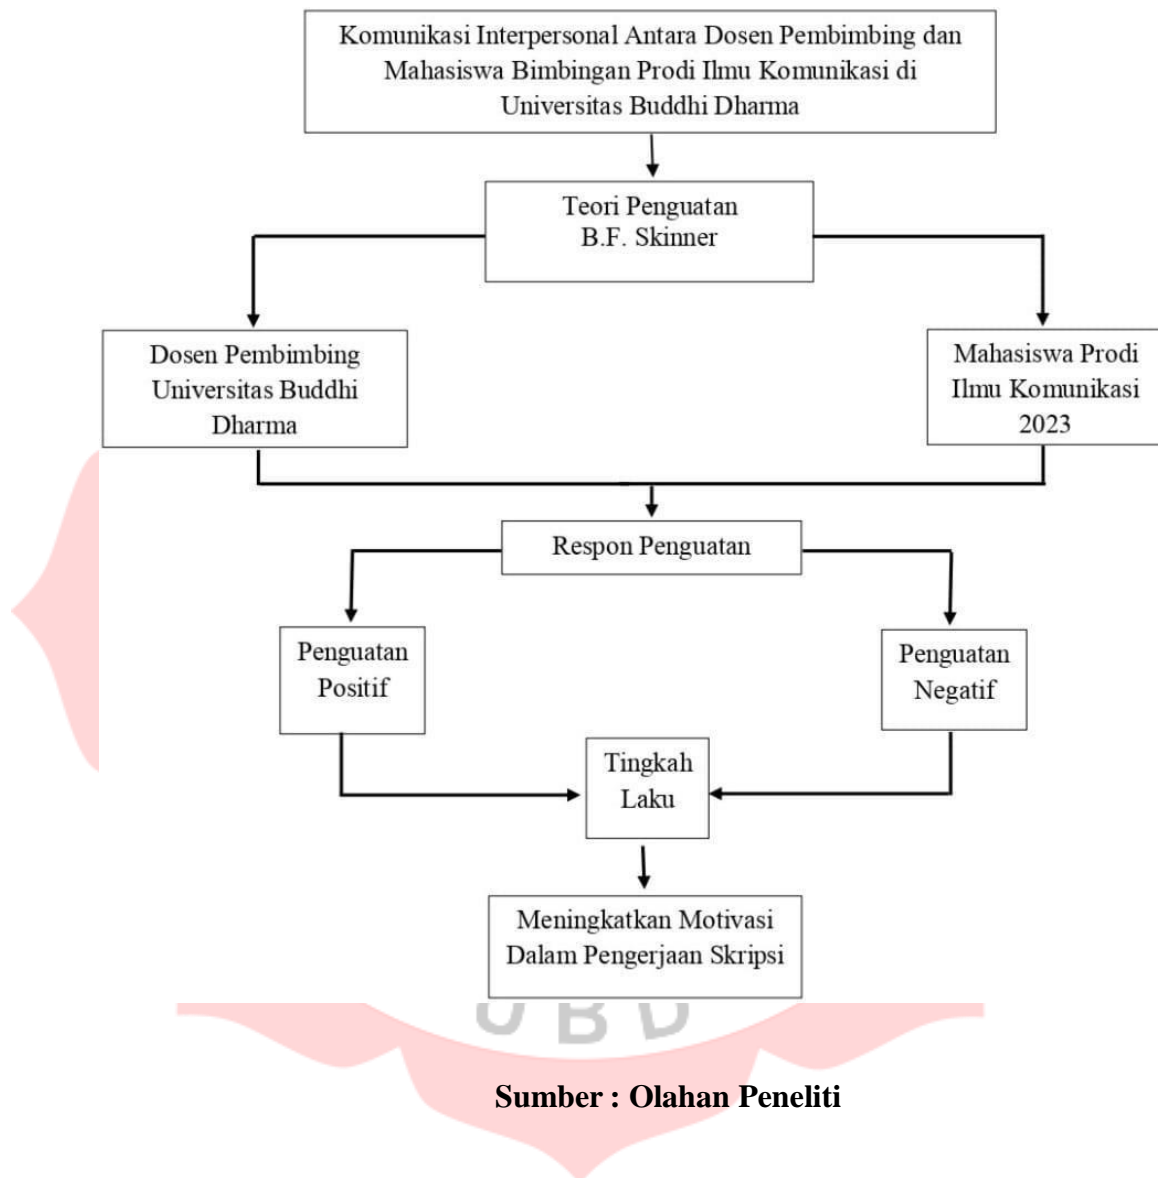 Komunikasi Interpersonal Antara Dosen Pembimbing dan
Mahasiswa Bimbingan Prodi Ilmu Komunikasi di
Universitas Buddhi Dharma
Teori Penguatan
B.F. Skinner
Dosen Pembimbing
Universitas Buddhi
Dharma
Mahasiswa Prodi
Ilmu Komunikasi
2023
Respon Penguatan
Penguatan
Positif
Penguatan
Negatif
Tingkah
Laku
Meningkatkan Motivasi
Dalam Pengerjaan Skripsi
UBD
Sumber : Olahan Peneliti